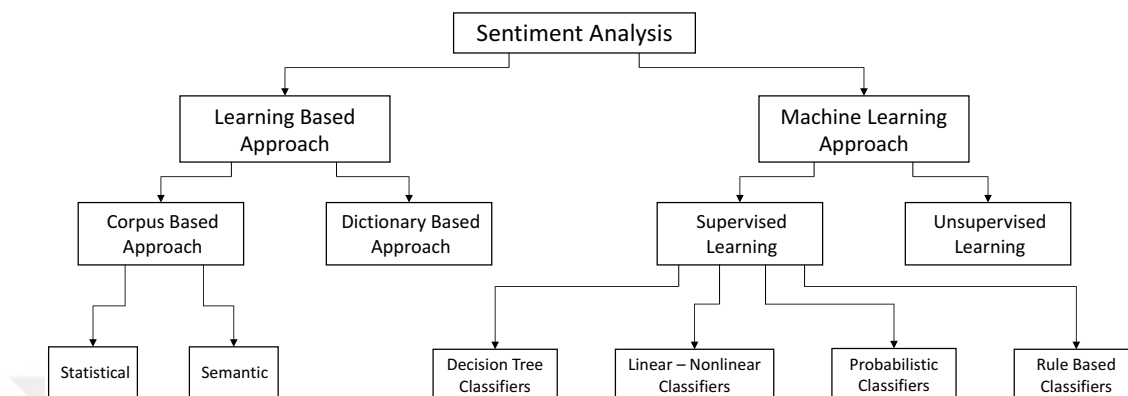 Sentiment Analysis
Learning Based
Approach
Machine Learning
Approach
Corpus Based
Approach
Dictionary Based
Approach
Supervised
Learning
Unsupervised
Learning
Statistical
Semantic
Decision Tree
Classifiers
Linear – Nonlinear
Classifiers
Probabilistic
Classifiers
Rule Based
Classifiers